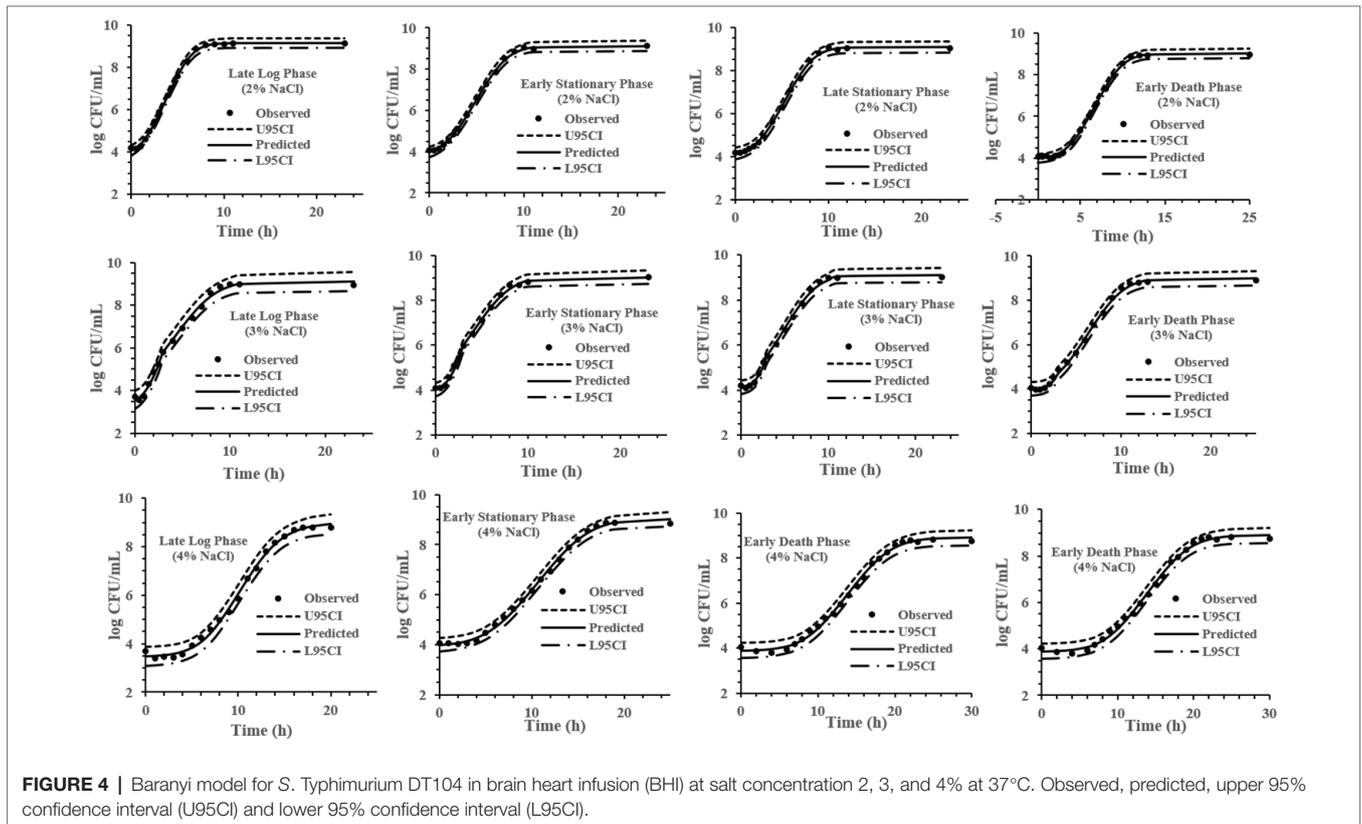 10
8
6
4
2
log CFU/mL
Late Log Phase
(2% NaCl)
Observed
U95CI
Predicted
L95CI
0 10 20
Time (h)
10
8
6
4
2
log CFU/mL
Early Stationary Phase
(2% NaCl)
Observed
U95CI
Predicted
L95CI
0 10 20
Time (h)
10
8
6
4
2
log CFU/mL
Late Stationary Phase
(2% NaCl)
Observed
U95CI
Predicted
L95CI
0 10 20
Time (h)
10
8
6
4
2
log CFU/mL
Early Death Phase
(2% NaCl)
Observed
U95CI
Predicted
L95CI
-5 5 15 25
Time (h)
10
8
6
4
2
log CFU/mL
Late Log Phase
(3% NaCl)
Observed
U95CI
Predicted
L95CI
0 10 20
Time (h)
10
8
6
4
2
log CFU/mL
Early Stationary Phase
(3% NaCl)
Observed
U95CI
Predicted
L95CI
0 10 20
Time (h)
10
8
6
4
2
log CFU/mL
Late Stationary Phase
(3% NaCl)
Observed
U95CI
Predicted
L95CI
0 10 20
Time (h)
10
8
6
4
2
log CFU/mL
Early Death Phase
(3% NaCl)
Observed
U95CI
Predicted
L95CI
0 10 20
Time (h)
10
8
6
4
2
log CFU/mL
Late Log Phase
(4% NaCl)
Observed
U95CI
Predicted
L95CI
0 10 20
Time (h)
10
8
6
4
2
log CFU/mL
Early Stationary Phase
(4% NaCl)
Observed
U95CI
Predicted
L95CI
0 10 20
Time (h)
10
8
6
4
2
log CFU/mL
Early Death Phase
(4% NaCl)
Observed
U95CI
Predicted
L95CI
0 10 20 30
Time (h)
10
8
6
4
2
log CFU/mL
Early Death Phase
(4% NaCl)
Observed
U95CI
Predicted
L95CI
0 10 20 30
Time (h)
FIGURE 4 | Baranyi model for S. Typhimurium DT104 in brain heart infusion (BHI) at salt concentration 2, 3, and 4% at 37°C. Observed, predicted, upper 95%
confidence interval (U95CI) and lower 95% confidence interval (L95CI).